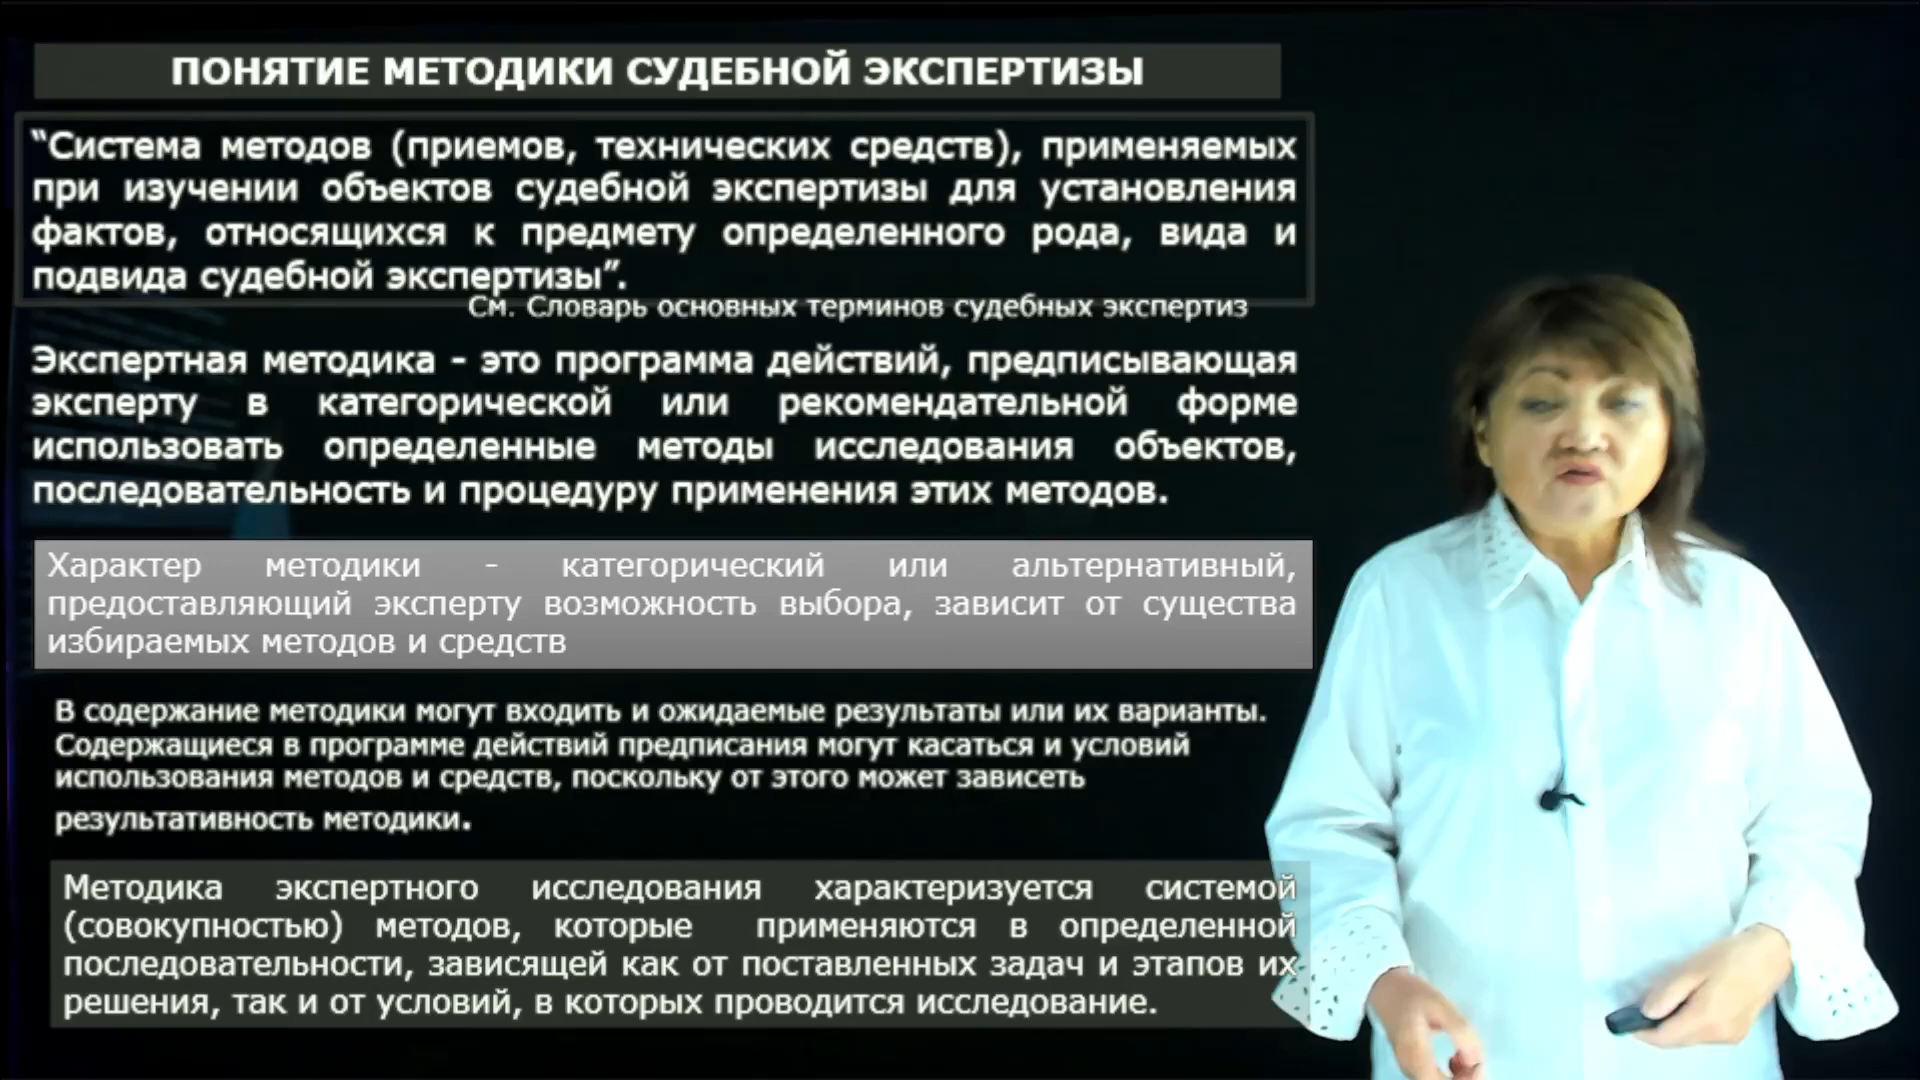 ПОНЯТИЕ МЕТОДИКИ СУДЕБНОЙ ЭКСПЕРТИЗЫ
“Система методов (приемов, технических средств), применяемых
при изучении объектов судебной экспертизы для установления
фактов, относящихся к предмету определенного рода, вида и
подвида судебной экспертизы”.
См. Словарь основных терминов судебных экспертиз
Экспертная методика - это программа действий, предписывающая
эксперту в категорической или рекомендательной форме
использовать определенные методы исследования объектов,
последовательность и процедуру применения этих методов.
Характер методики - категорический или альтернативный,
предоставляющий эксперту возможность выбора, зависит от существа
избираемых методов и средств
В содержание методики могут входить и ожидаемые результаты или их варианты.
Содержащиеся в программе действий предписания могут касаться и условий
использования методов и средств, поскольку от этого может зависеть
результативность методики.
Методика экспертного исследования характеризуется системой
(совокупностью) методов, которые применяются в определенной
последовательности, зависящей как от поставленных задач и этапов их
решения, так и от условий, в которых проводится исследование.